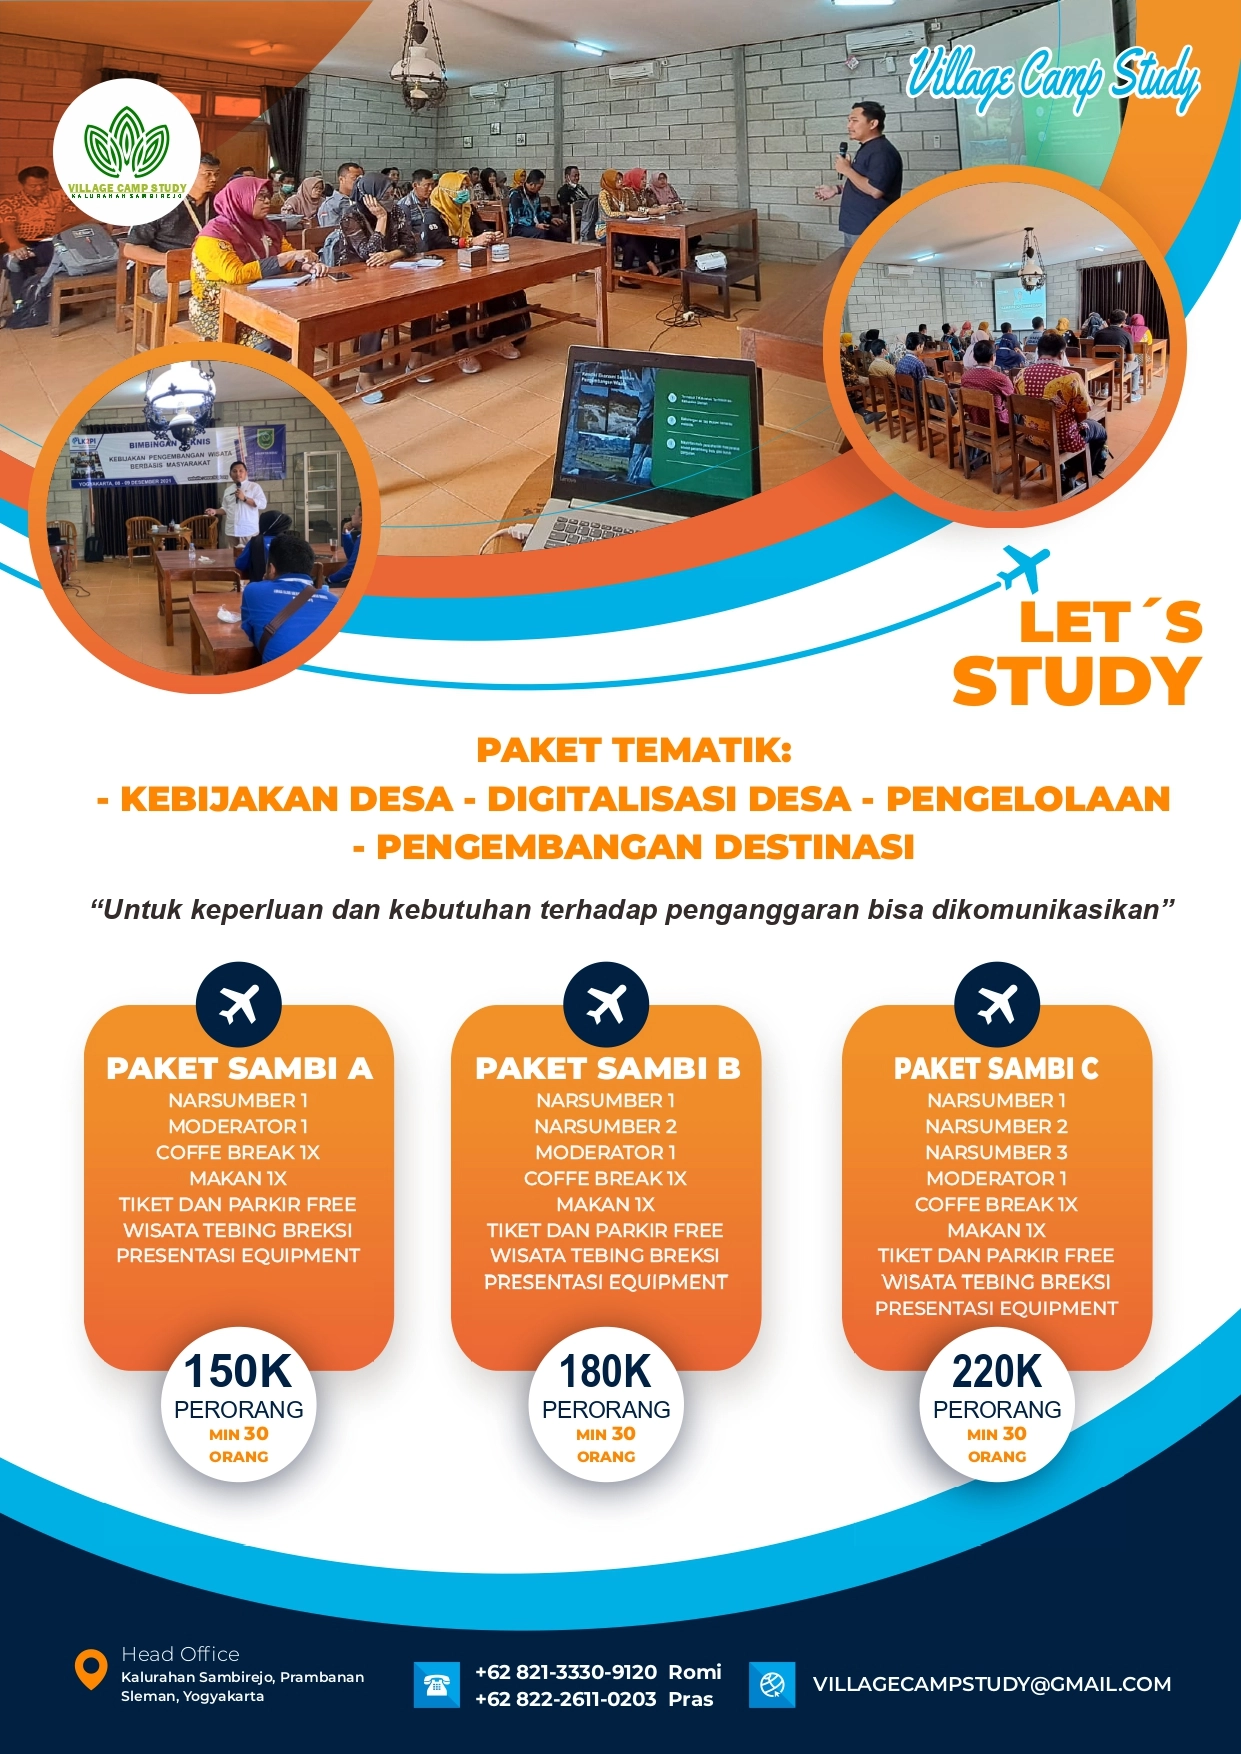 Village Camp Study
VILLAGE CAMP STUDY
KALURAHAN SAMBIREJO
BIMBINGAN TEKNIS
KEBIJAKAN PENGEMBANGAN WISATA
BERBASIS MASYARAKAT
YOGYAKARTA, 08 - 09 DESEMBER 2021
LET´S
STUDY
PAKET TEMATIK:
- KEBIJAKAN DESA - DIGITALISASI DESA - PENGELOLAAN
- PENGEMBANGAN DESTINASI
“Untuk keperluan dan kebutuhan terhadap penganggaran bisa dikomunikasikan”
PAKET SAMBI A
NARSUMBER 1
MODERATOR 1
COFFE BREAK 1X
MAKAN 1X
TIKET DAN PARKIR FREE
WISATA TEBING BREKSI
PRESENTASI EQUIPMENT
150K
PERORANG
MIN 30
ORANG
PAKET SAMBI B
NARSUMBER 1
NARSUMBER 2
MODERATOR 1
COFFE BREAK 1X
MAKAN 1X
TIKET DAN PARKIR FREE
WISATA TEBING BREKSI
PRESENTASI EQUIPMENT
180K
PERORANG
MIN 30
ORANG
PAKET SAMBI C
NARSUMBER 1
NARSUMBER 2
NARSUMBER 3
MODERATOR 1
COFFE BREAK 1X
MAKAN 1X
TIKET DAN PARKIR FREE
WISATA TEBING BREKSI
PRESENTASI EQUIPMENT
220K
PERORANG
MIN 30
ORANG
Head Office
Kalurahan Sambirejo, Prambanan
Sleman, Yogyakarta
+62 821-3330-9120 Romi
+62 822-2611-0203 Pras
VILLAGECAMPSTUDY@GMAIL.COM